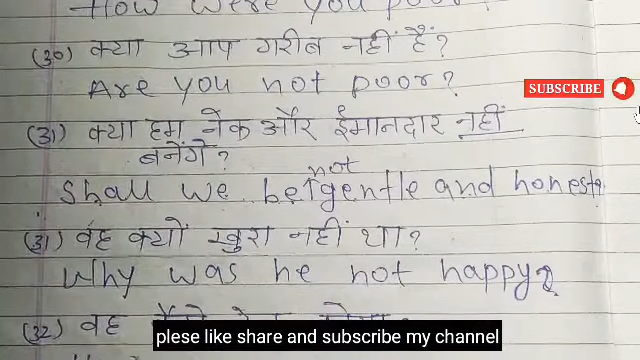 How were you poor?
(30) क्या आप गरीब नहीं हैं?
Are you not poor?
SUBSCRIBE
(31) क्या हम नेक और ईमानदार नहीं
बनेंगे?
not
Shall we be gentle and honest?
(31) वह क्यों खुश नहीं था?
Why was he not happy?
(32) वह
plese like share and subscribe my channel